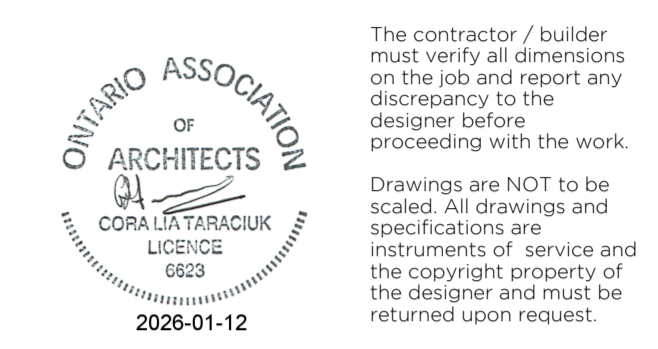 ONTARIO ASSOCIATION
OF
ARCHITECTS
CORA LIA TARACIUK
LICENCE
6623
2026-01-12
The contractor / builder
must verify all dimensions
on the job and report any
discrepancy to the
designer before
proceeding with the work.
Drawings are NOT to be
scaled. All drawings and
specifications are
instruments of service and
the copyright property of
the designer and must be
returned upon request.